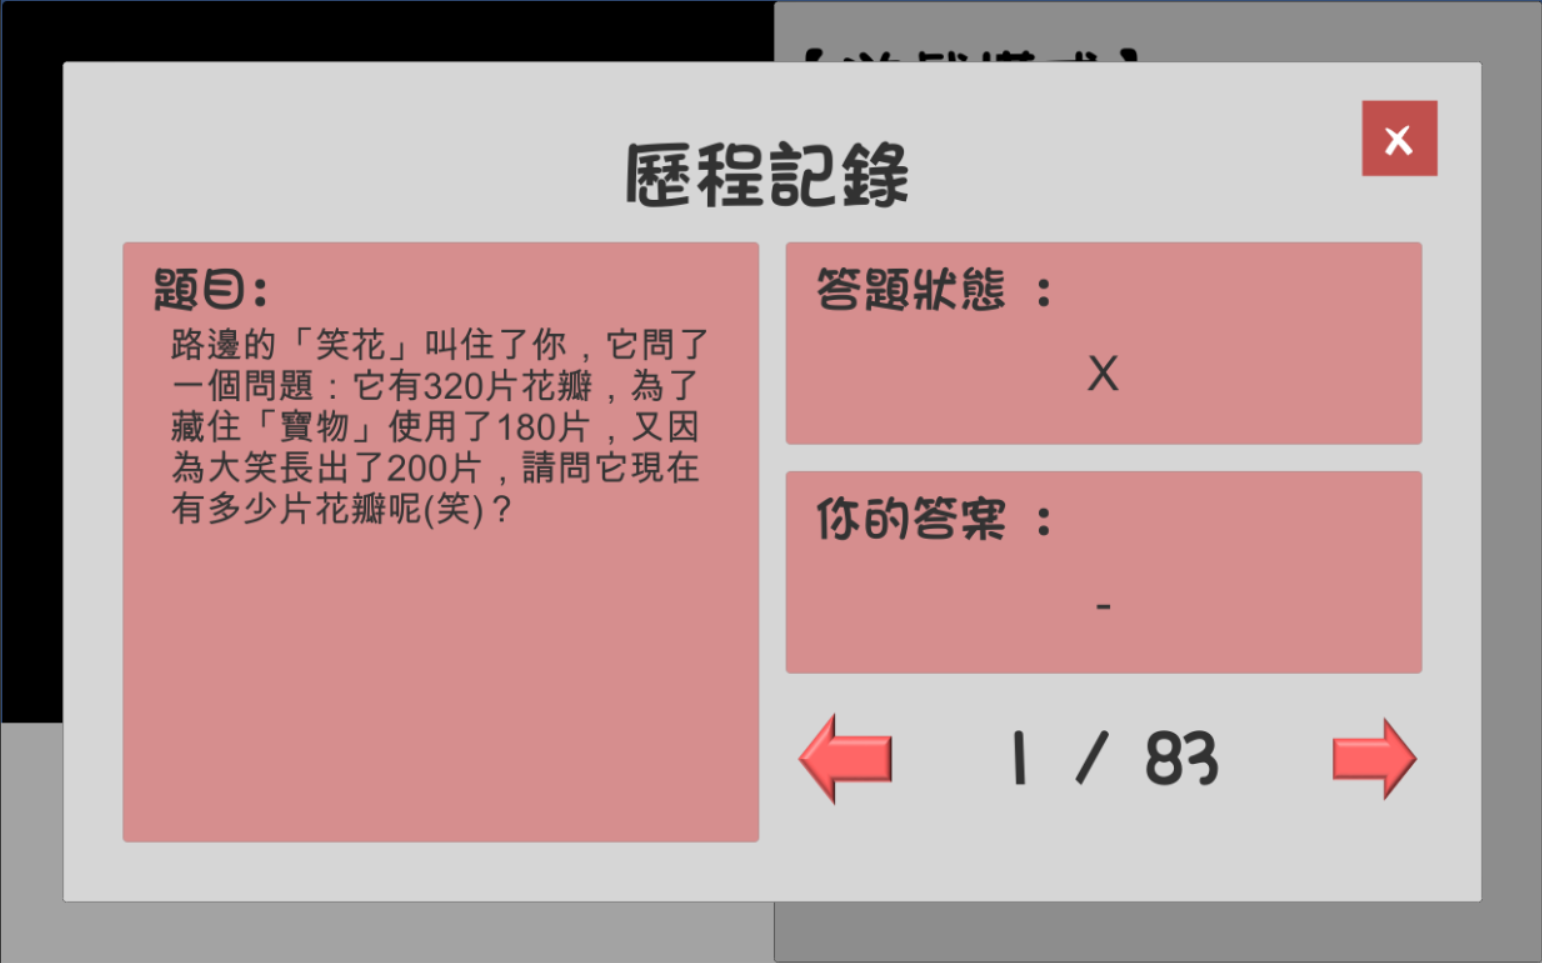 歷程記錄
X
題目:
路邊的「笑花」叫住了你，它問了
一個問題：它有320片花瓣，為了
藏住「寶物」使用了180片，又因
為大笑長出了200片，請問它現在
有多少片花瓣呢(笑)？
答題狀態 :
X
你的答案 :
-
1 / 83